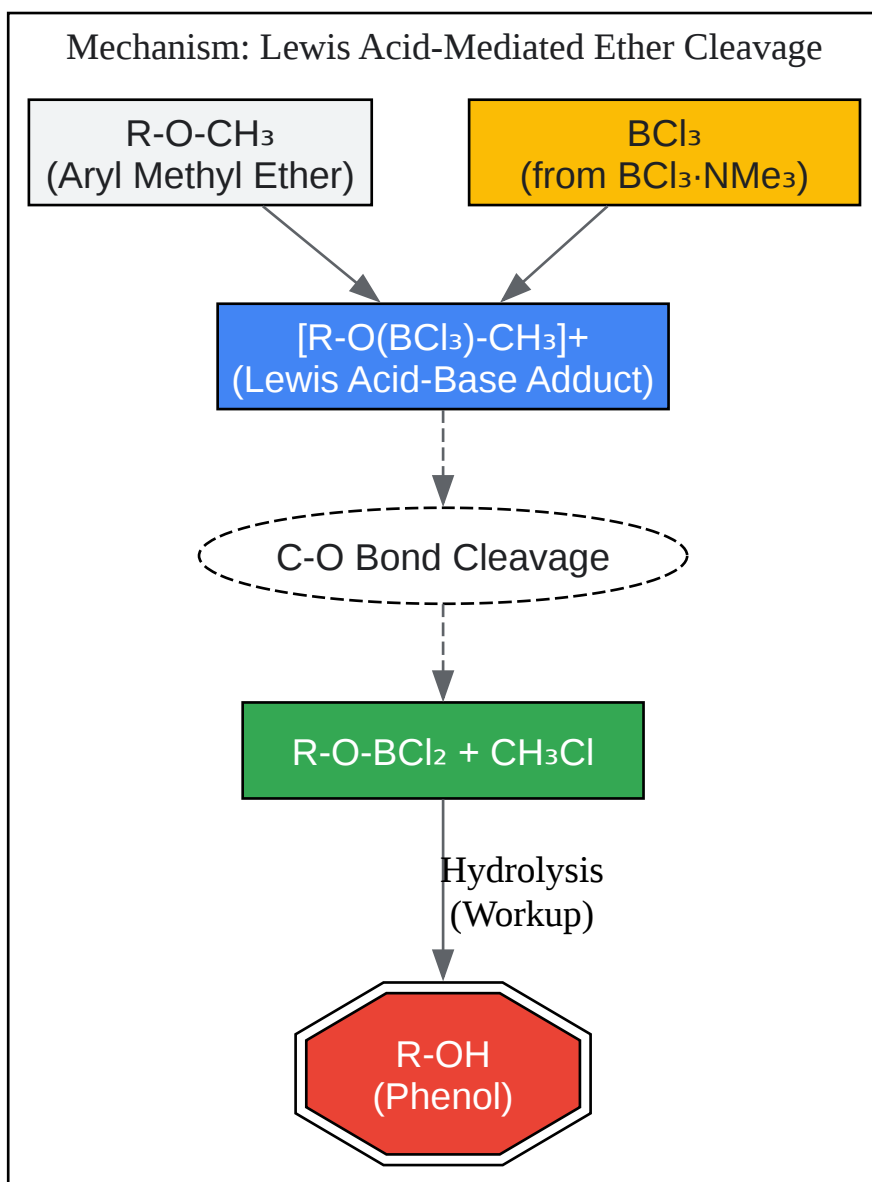 Mechanism: Lewis Acid-Mediated Ether Cleavage
R-O-CH₃
(Aryl Methyl Ether)
BCl₃
(from BCl₃·NMe₃)
[R-O(BCl₃)-CH₃]+
(Lewis Acid-Base Adduct)
C-O Bond Cleavage
R-O-BCl₂ + CH₃Cl
Hydrolysis
(Workup)
R-OH
(Phenol)